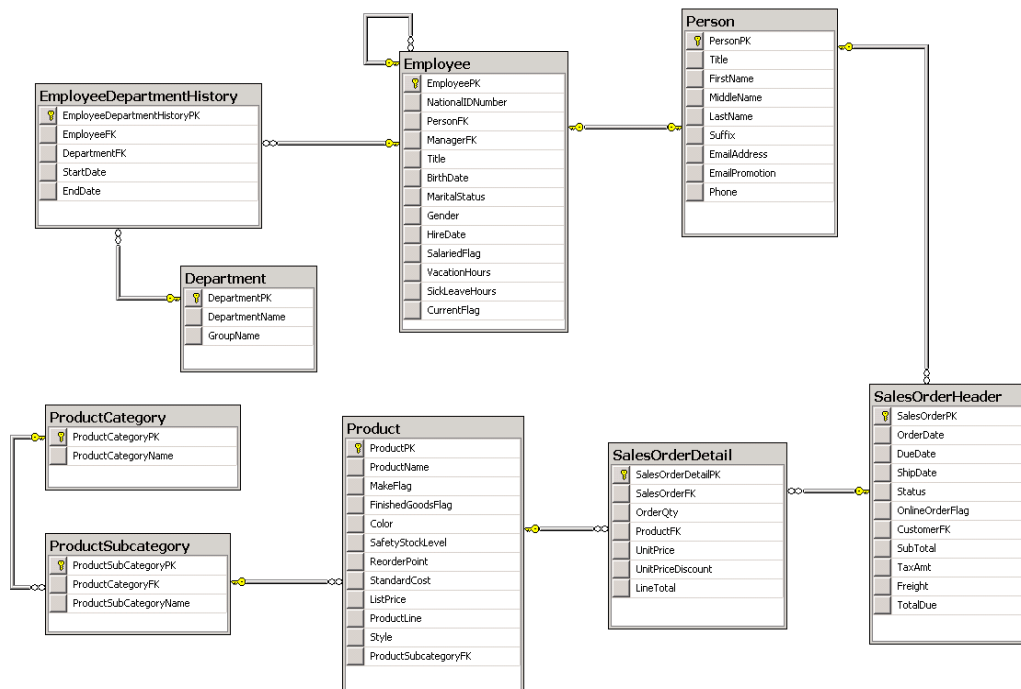 EmployeeDepartmentHistory
EmployeeDepartmentHistoryPK
EmployeeFK
DepartmentFK
StartDate
EndDate
Department
DepartmentPK
DepartmentName
GroupName
Employee
EmployeePK
NationalIDNumber
PersonFK
ManagerFK
Title
BirthDate
MaritalStatus
Gender
HireDate
SalariedFlag
VacationHours
SickLeaveHours
CurrentFlag
Person
PersonPK
Title
FirstName
MiddleName
LastName
Suffix
EmailAddress
EmailPromotion
Phone
ProductCategory
ProductCategoryPK
ProductCategoryName
ProductSubcategory
ProductSubCategoryPK
ProductCategoryFK
ProductSubCategoryName
Product
ProductPK
ProductName
MakeFlag
FinishedGoodsFlag
Color
SafetyStockLevel
ReorderPoint
StandardCost
ListPrice
ProductLine
Style
ProductSubcategoryFK
SalesOrderDetail
SalesOrderDetailPK
SalesOrderFK
OrderQty
ProductFK
UnitPrice
UnitPriceDiscount
LineTotal
SalesOrderHeader
SalesOrderPK
OrderDate
DueDate
ShipDate
Status
OnlineOrderFlag
CustomerFK
SubTotal
TaxAmt
Freight
TotalDue